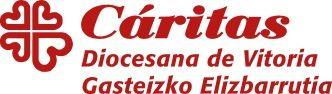 Cáritas
Diocesana de Vitoria
Gasteizko Elizbarrutia